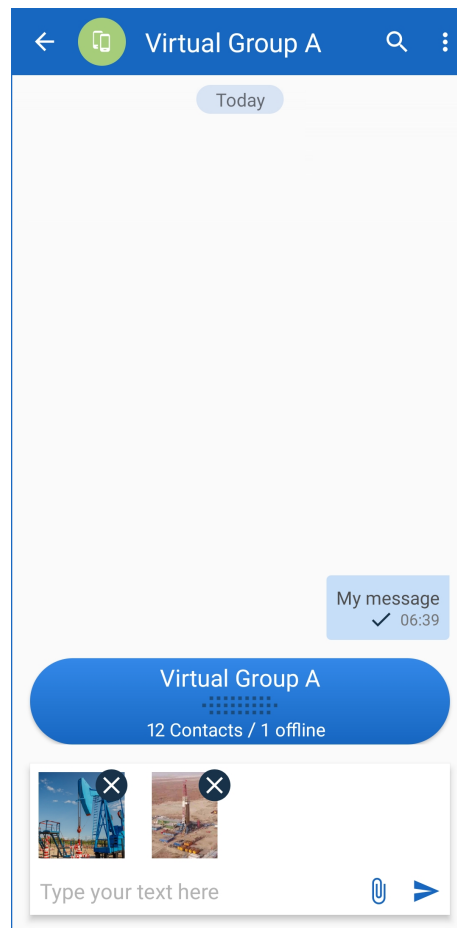 Virtual Group A
Today
My message
06:39
Virtual Group A
12 Contacts / 1 offline
Type your text here